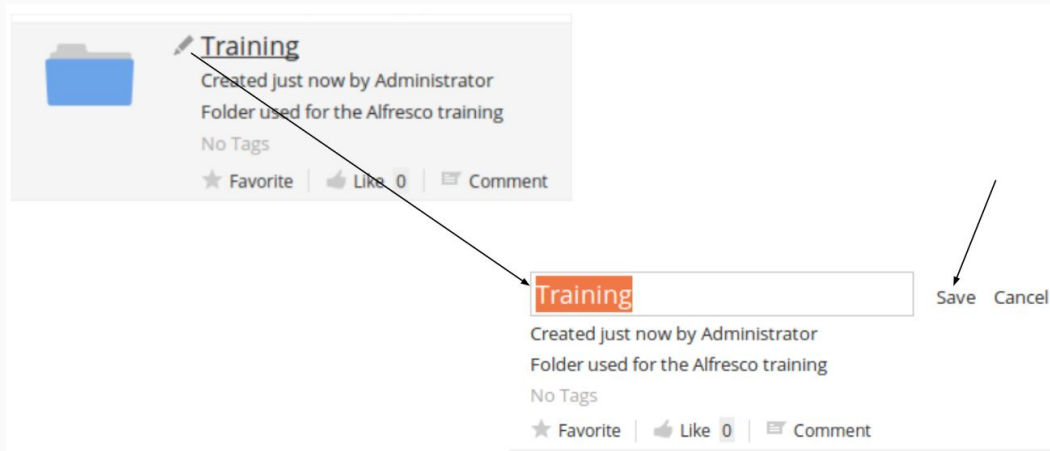 Training
Created just now by Administrator
Folder used for the Alfresco training
No Tags
Favorite Like 0 Comment
Training Save Cancel
Created just now by Administrator
Folder used for the Alfresco training
No Tags
Favorite Like 0 Comment